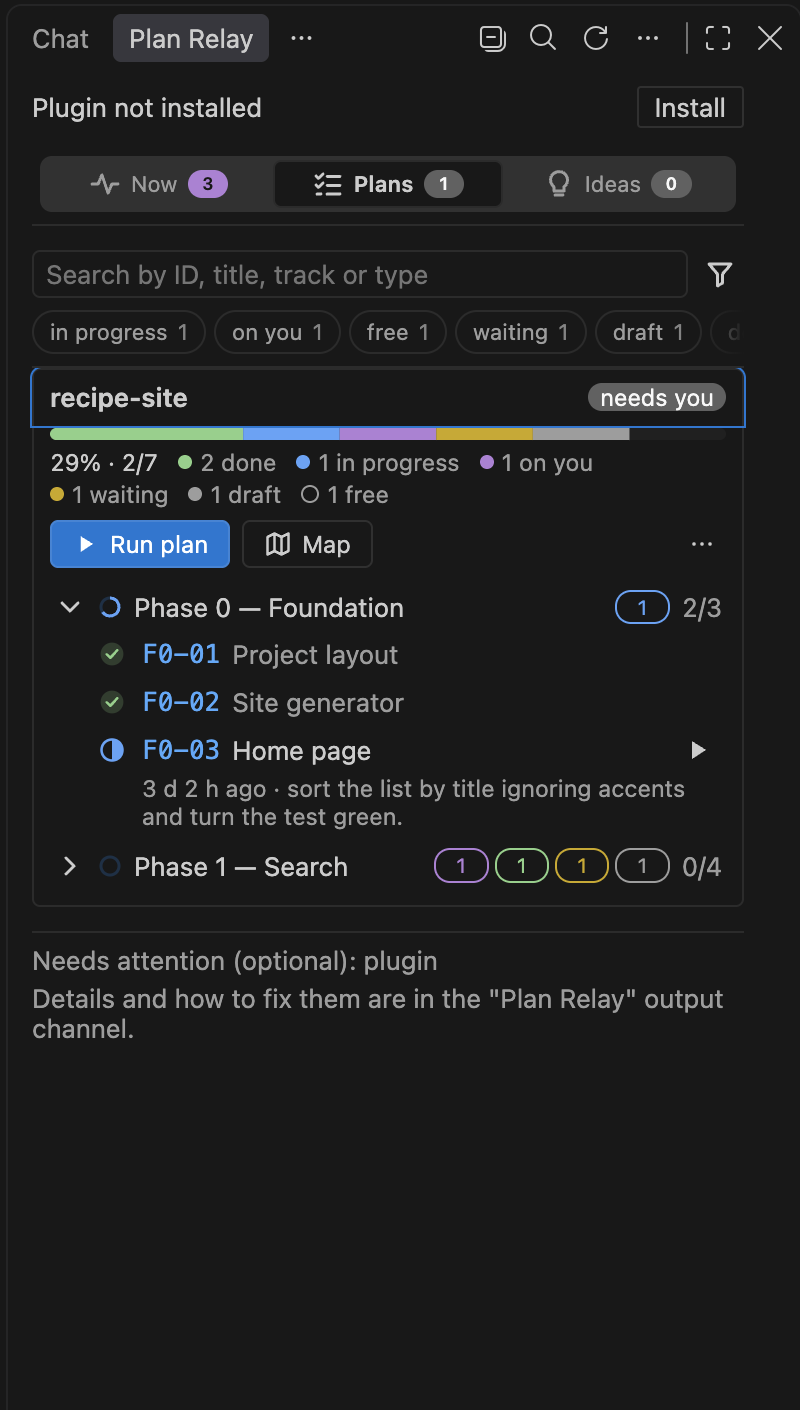 Chat Plan Relay ···
Plugin not installed Install
Now 3 Plans 1 Ideas 0
Search by ID, title, track or type
in progress 1 on you 1 free 1 waiting 1 draft 1 d
recipe-site needs you
29% · 2/7 2 done 1 in progress 1 on you
1 waiting 1 draft 1 free
Run plan Map ···
Phase 0 — Foundation 1 2/3
F0–01 Project layout
F0–02 Site generator
F0–03 Home page
3 d 2 h ago · sort the list by title ignoring accents
and turn the test green.
Phase 1 — Search 1 1 1 1 0/4
Needs attention (optional): plugin
Details and how to fix them are in the "Plan Relay" output
channel.